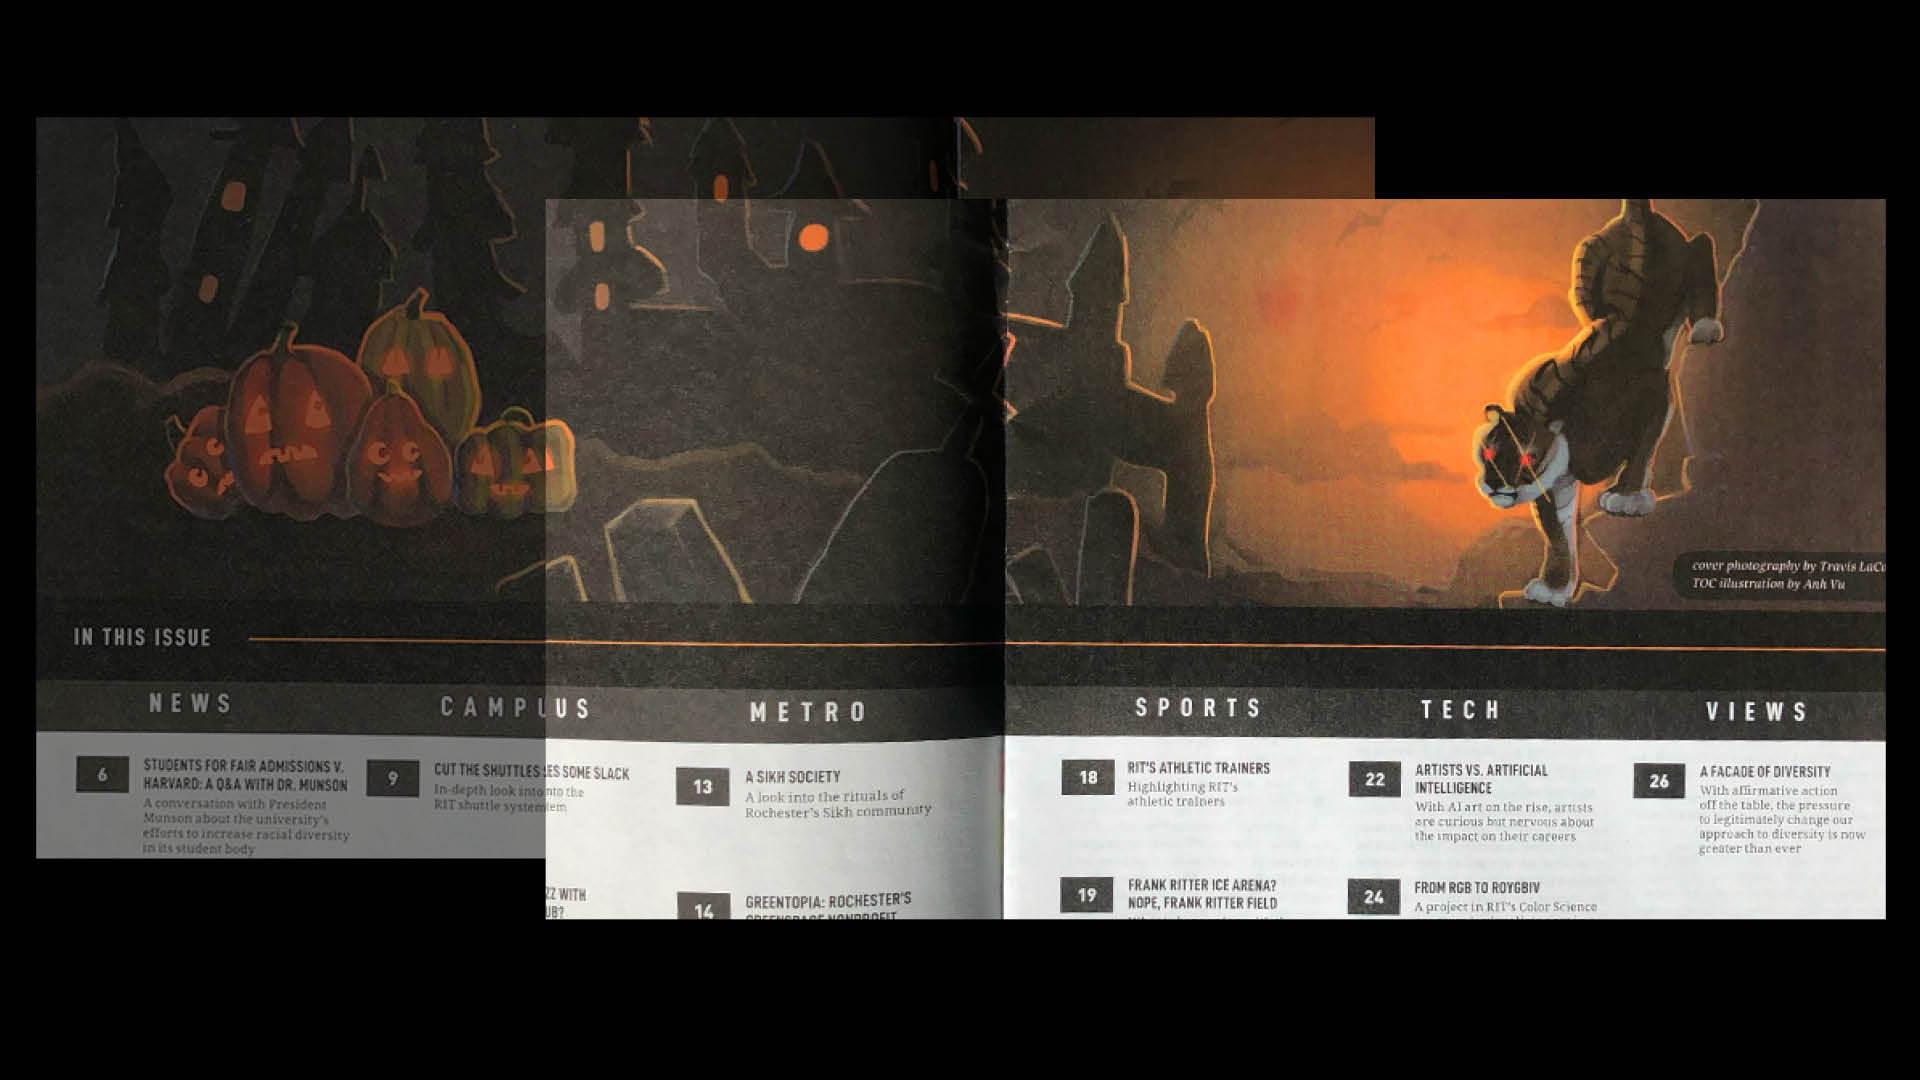 cover photography by Travis
TOC illustration by Anh Vu
IN THIS ISSUE
NEWS
CAMPUS
METRO
SPORTS
TECH
VIEWS
6
STUDENTS FOR FAIR ADMISSIONS V.
HARVARD: A Q&A WITH DR. MUNSON
A conversation with President
Munson about the university's
efforts to increase racial diversity
in its student body
9
CUT THE SHUTTLES SOME SLACK
In-depth look into the
RIT shuttle system
WITH
13
A SIKH SOCIETY
A look into the rituals of
Rochester's Sikh community
14
GREENTOPIA: ROCHESTER'S
GREENSPACE NONPROFIT
18
RIT'S ATHLETIC TRAINERS
Highlighting RIT's
athletic trainers
19
FRANK RITTER ICE ARENA?
NOPE, FRANK RITTER FIELD
22
ARTISTS VS. ARTIFICIAL
INTELLIGENCE
With AI art on the rise, artists
are curious but nervous about
the impact on their careers
24
FROM RGB TO ROYGBIV
A project in RIT's Color Science
26
A FACADE OF DIVERSITY
With affirmative action
off the table, the pressure
to legitimately change our
approach to diversity is now
greater than ever